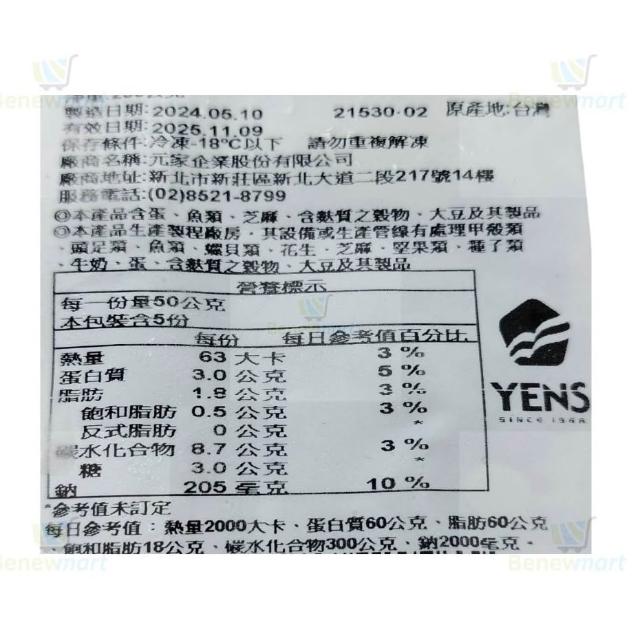 製造日期:2024.05.10 21530-02 原產地:台灣
有效日期:2025.11.09
保存條件:冷凍-18℃以下 請勿重複解凍
廠商名稱:元家企業股份有限公司
廠商地址:新北市新莊區新北大道二段217號14樓
服務電話:(02)8521-8799
◎本產品含蛋、魚類、芝麻、含麩質之穀物、大豆及其製品
◎本產品生產製程廠房,其設備或生產管線有處理甲殼類
、頭足類、魚類、螺貝類、花生、芝麻、堅果類、種子類
、牛奶、蛋、含麩質之穀物、大豆及其製品
營養標示
每一份量50公克
本包裝含5份
每份 每日參考值百分比
熱量 63 大卡 3 %
蛋白質 3.0 公克 5 %
脂肪 1.8 公克 3 %
飽和脂肪 0.5 公克 3 %
反式脂肪 0 公克 *
碳水化合物 8.7 公克 3 %
糖 3.0 公克 *
鈉 205 毫克 10 %
*參考值未訂定
每日參考值:熱量2000大卡、蛋白質60公克、脂肪60公克
、飽和脂肪18公克、碳水化合物300公克、鈉2000毫克。
YENS
SINCE 1988
Benewmart